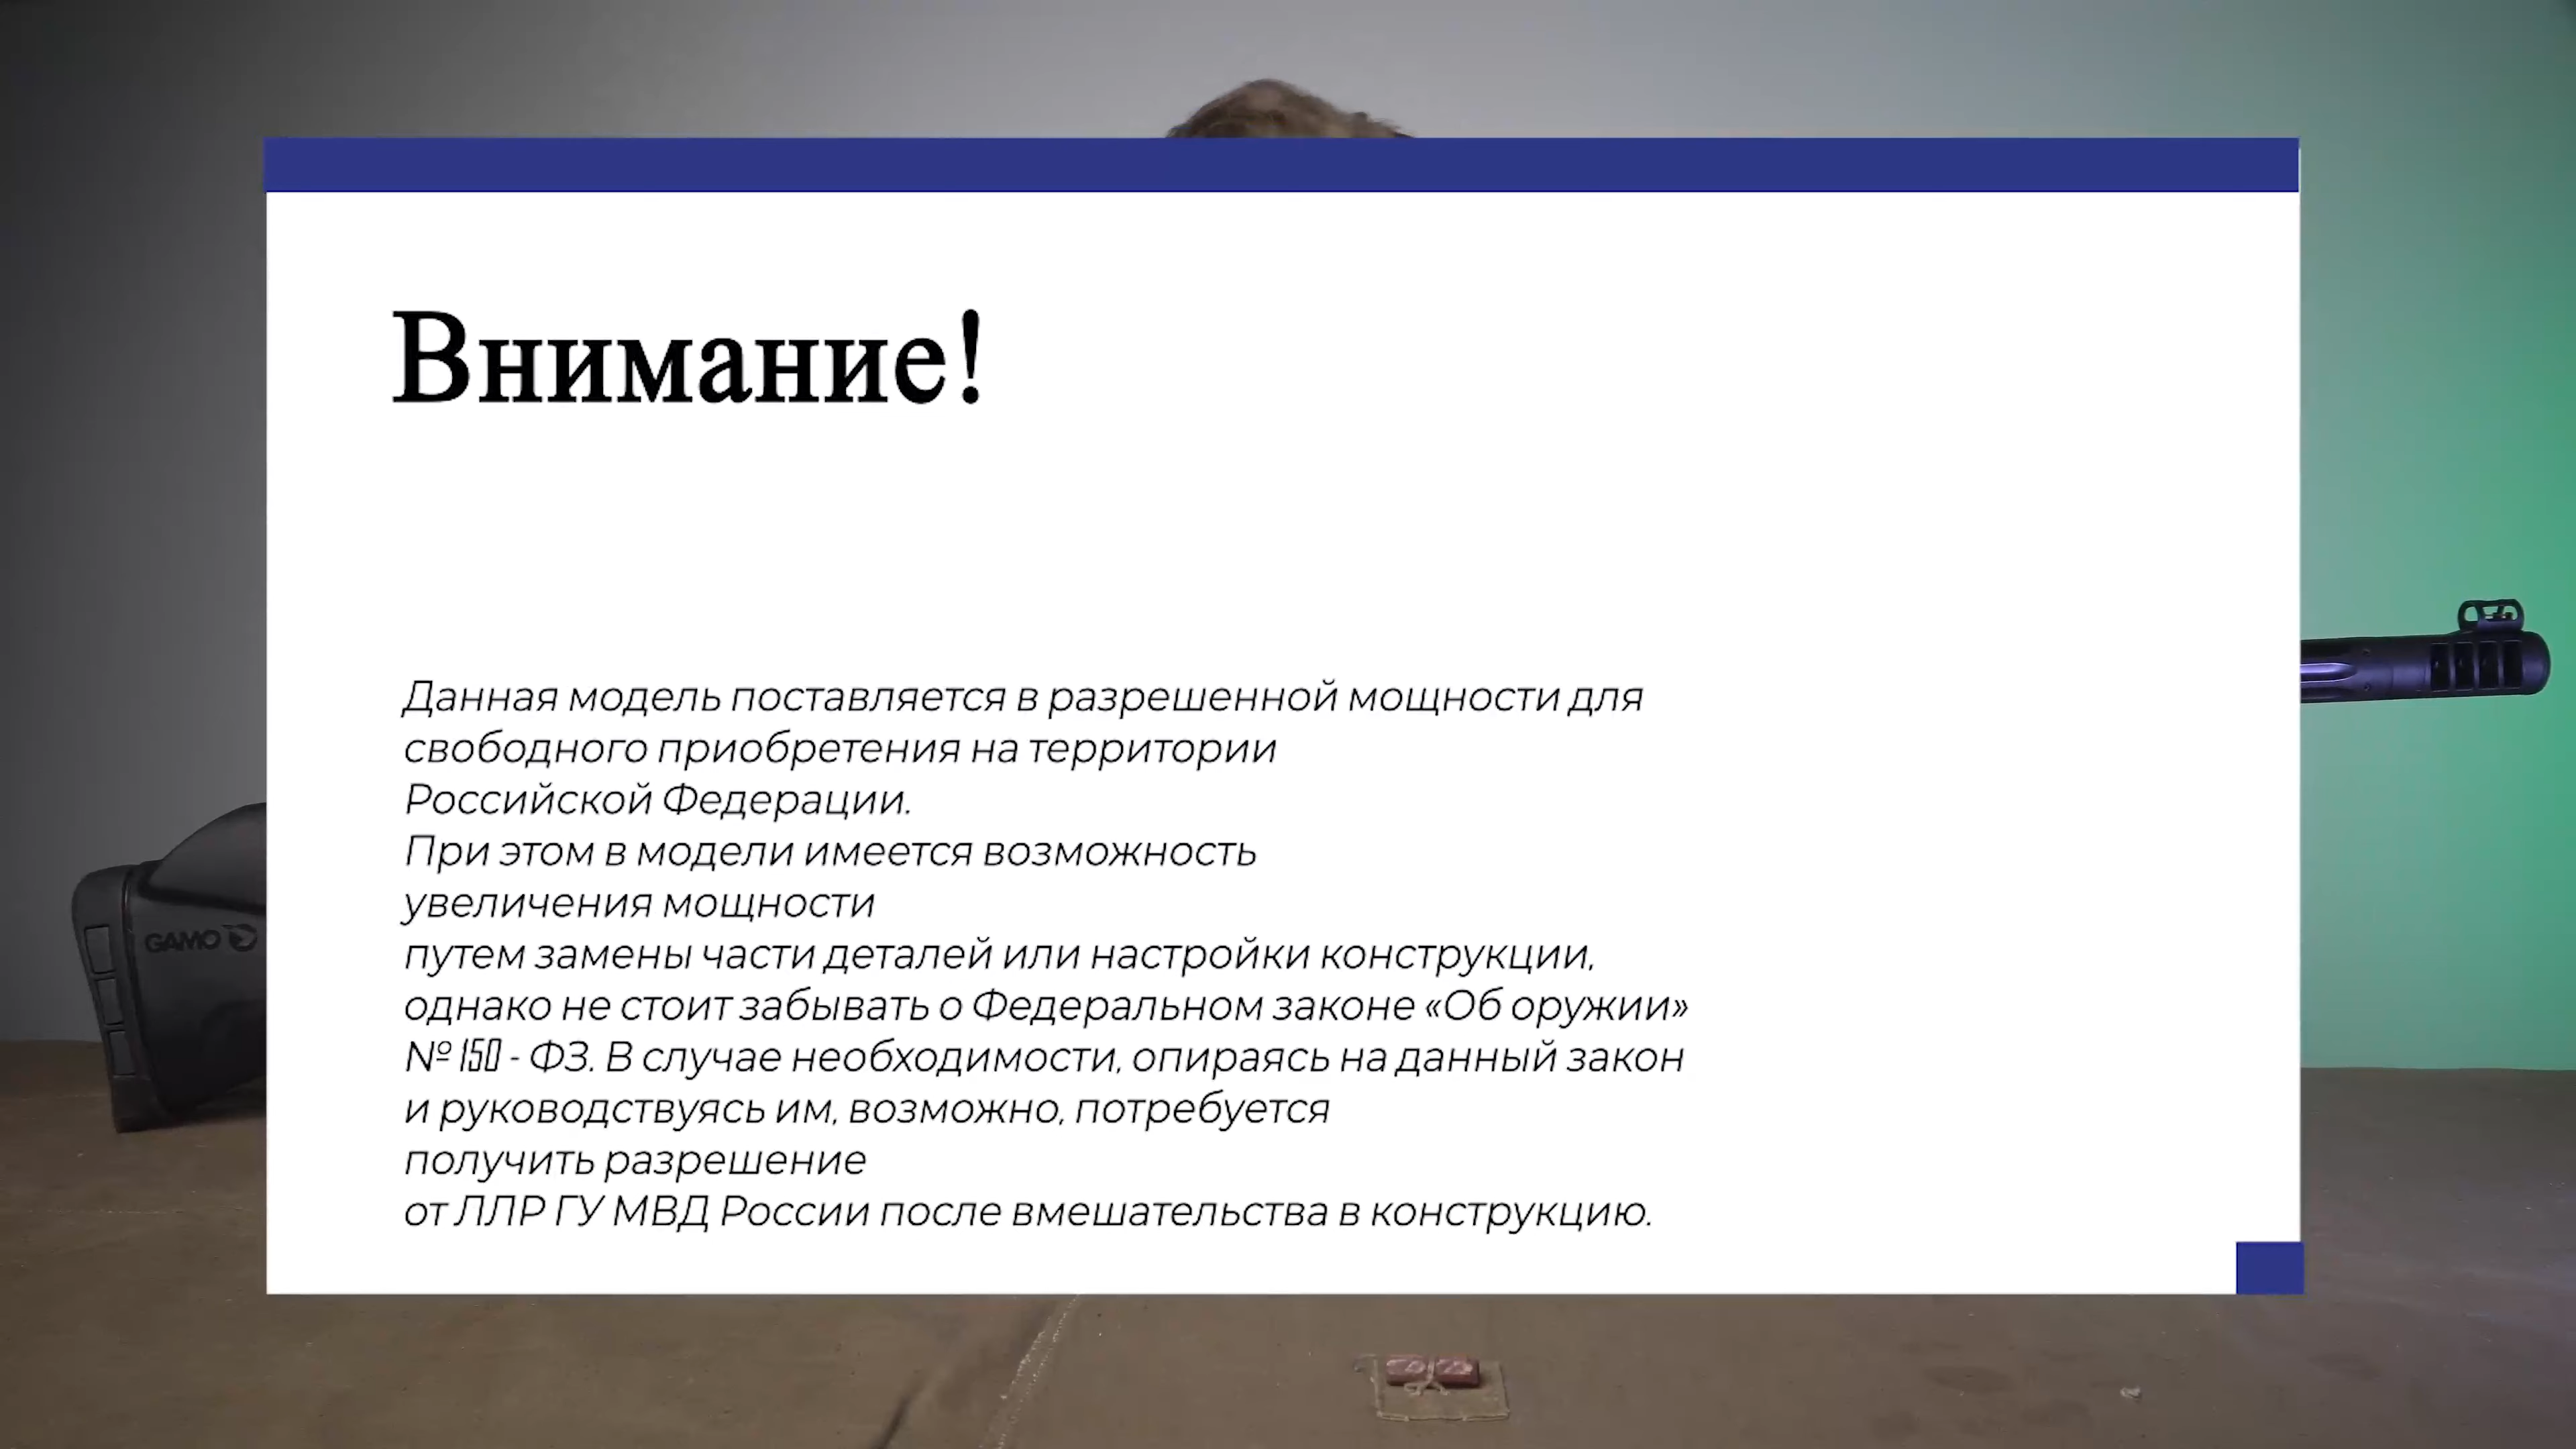 Внимание!
Данная модель поставляется в разрешенной мощности для
свободного приобретения на территории
Российской Федерации.
При этом в модели имеется возможность
увеличения мощности
GAMO
путем замены части деталей или настройки конструкции,
однако не стоит забывать о Федеральном законе «Об оружии»
№ 150 - ФЗ. В случае необходимости, опираясь на данный закон
и руководствуясь им, возможно, потребуется
получить разрешение
от ЛЛР ГУ МВД России после вмешательства в конструкцию.